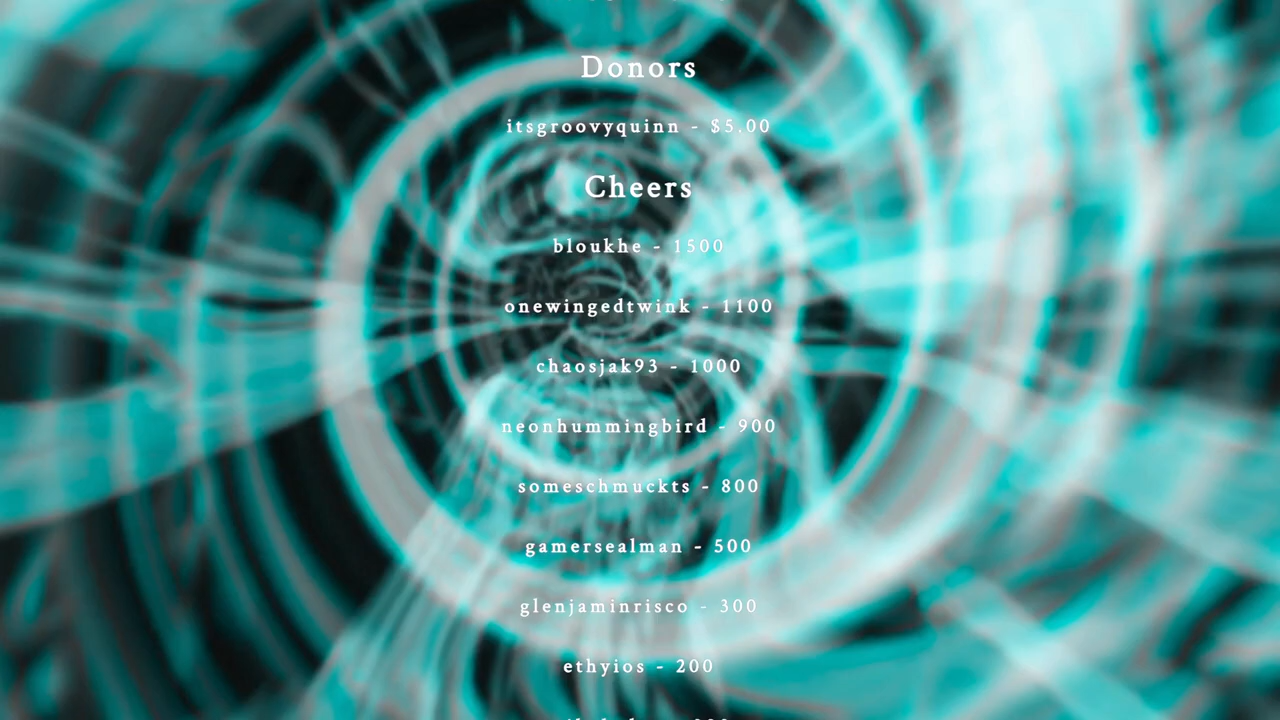 Donors
itsgroovyquinn - $5.00
Cheers
bloukhe - 1500
onewingedtwink - 1100
chaosjak93 - 1000
neonhummingbird - 900
someschmuckts - 800
gamersealman - 500
glenjaminrisco - 300
ethyios - 200